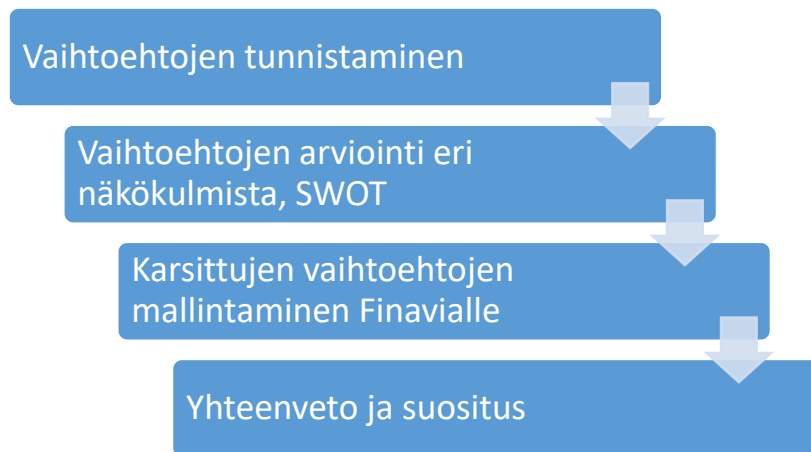 Vaihtoehtojen tunnistaminen
Vaihtoehtojen arviointi eri
näkökulmista, SWOT
Karsittujen vaihtoehtojen
mallintaminen Finavialle
Yhteenveto ja suositus